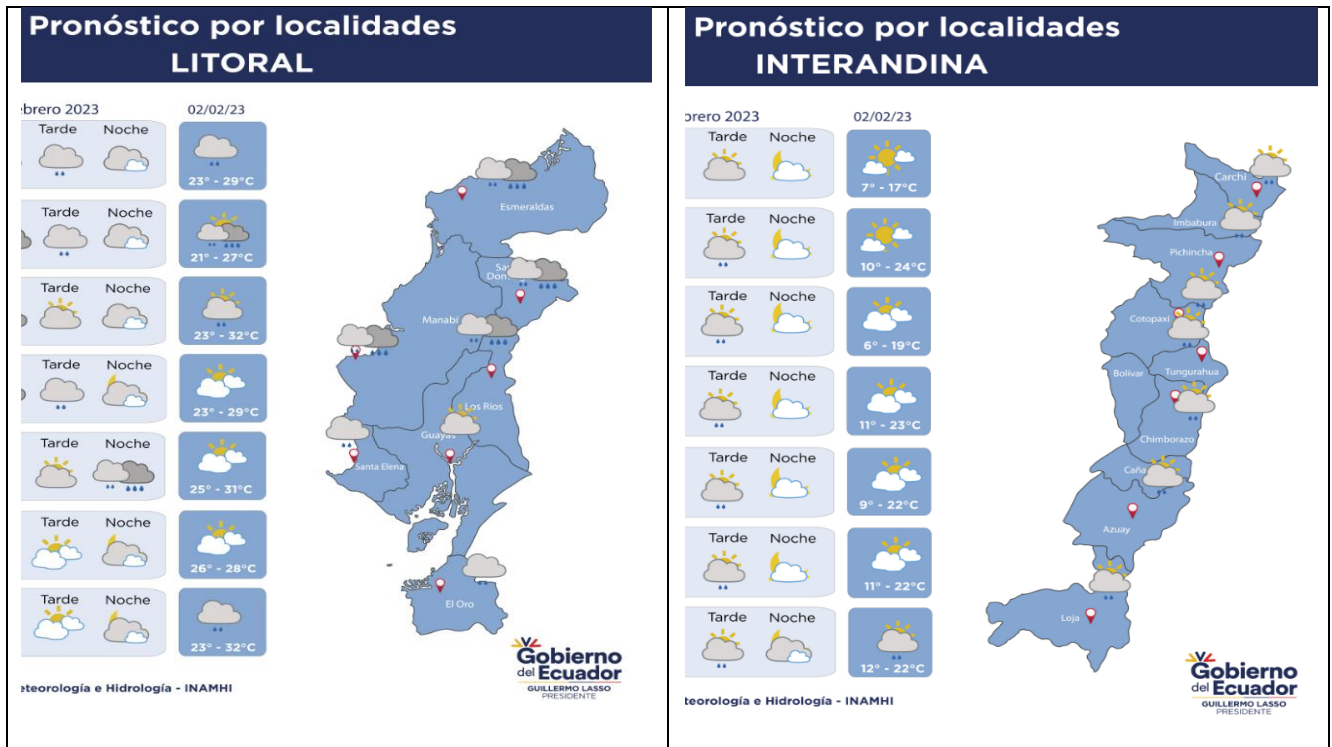 Pronóstico por localidades
LITORAL
ebrero 2023
02/02/23
Tarde Noche
23° - 29°C
Tarde Noche
21° - 27°C
Tarde Noche
23° - 32°C
Tarde Noche
23° - 29°C
Tarde Noche
25° - 31°C
Tarde Noche
26° - 28°C
Tarde Noche
23° - 32°C
Esmeraldas
Manabí
Los Ríos
Guayas
Santa Elena
El Oro
eteorología e Hidrología - INAMHI
Gobierno
del Ecuador
GUILLERMO LASSO
PRESIDENTE
Pronóstico por localidades
INTERANDINA
brero 2023
02/02/23
Tarde Noche
7° - 17°C
Tarde Noche
10° - 24°C
Tarde Noche
6° - 19°C
Tarde Noche
11° - 23°C
Tarde Noche
9° - 22°C
Tarde Noche
11° - 22°C
Tarde Noche
12° - 22°C
Carchi
Imbabura
Pichincha
Cotopaxi
Bolívar
Tungurahua
Chimborazo
Caña
Azuay
Loja
teorología e Hidrología - INAMHI
Gobierno
del Ecuador
GUILLERMO LASSO
PRESIDENTE